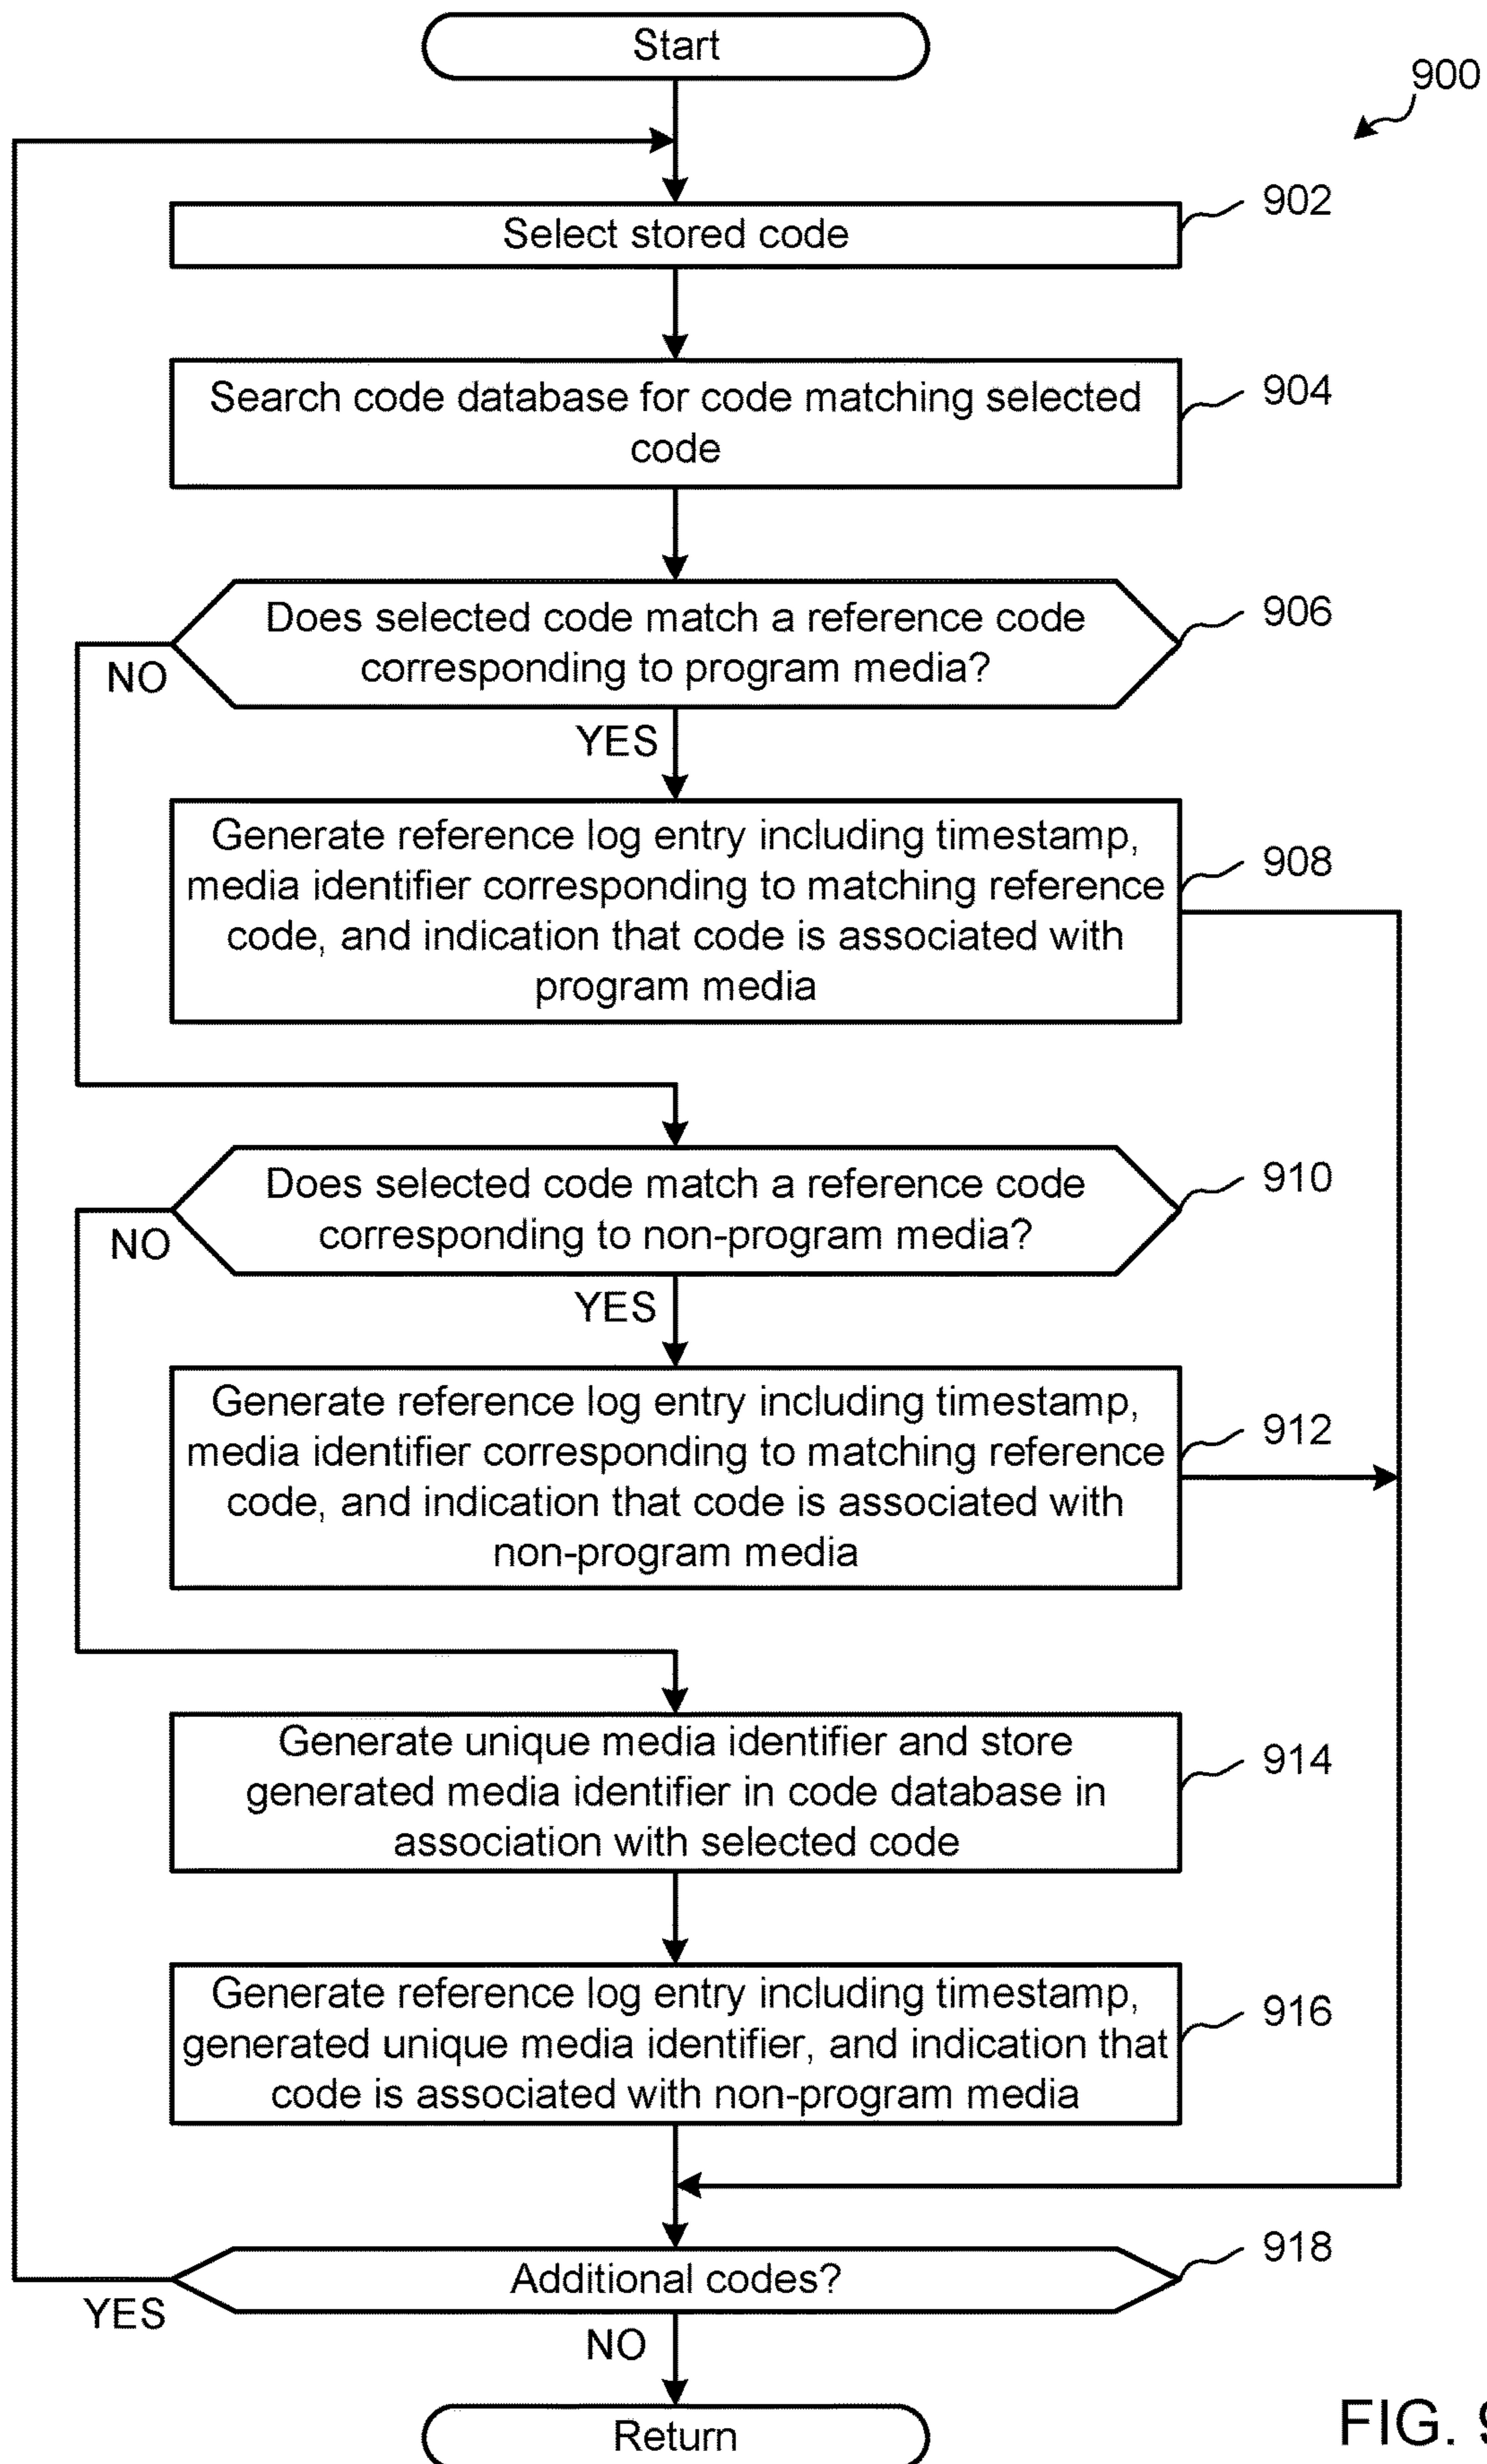 Start
900
Select stored code
902
Search code database for code matching selected
code
904
Does selected code match a reference code
corresponding to program media?
906
NO
YES
Generate reference log entry including timestamp,
media identifier corresponding to matching reference
code, and indication that code is associated with
program media
908
Does selected code match a reference code
corresponding to non-program media?
910
NO
YES
Generate reference log entry including timestamp,
media identifier corresponding to matching reference
code, and indication that code is associated with
non-program media
912
Generate unique media identifier and store
generated media identifier in code database in
association with selected code
914
Generate reference log entry including timestamp,
generated unique media identifier, and indication that
code is associated with non-program media
916
Additional codes?
918
YES
NO
Return
FIG. 9